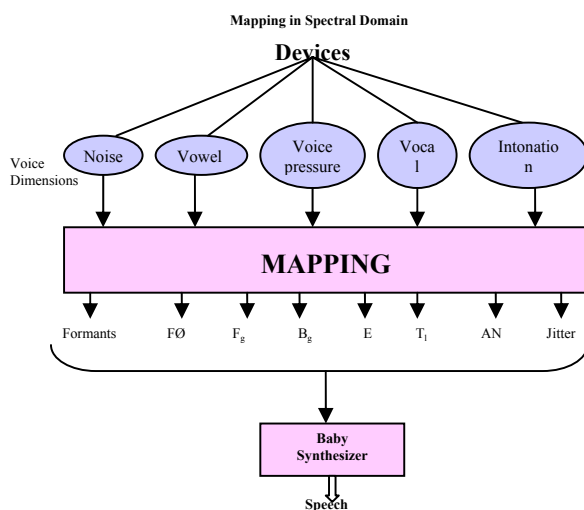 Mapping in Spectral Domain
Devices
Voice
Dimensions
Noise
Vowel
Voice
pressure
Voca
l
Intonatio
n
MAPPING
Formants FØ Fg Bg E Tl AN Jitter
Baby
Synthesizer
Speech